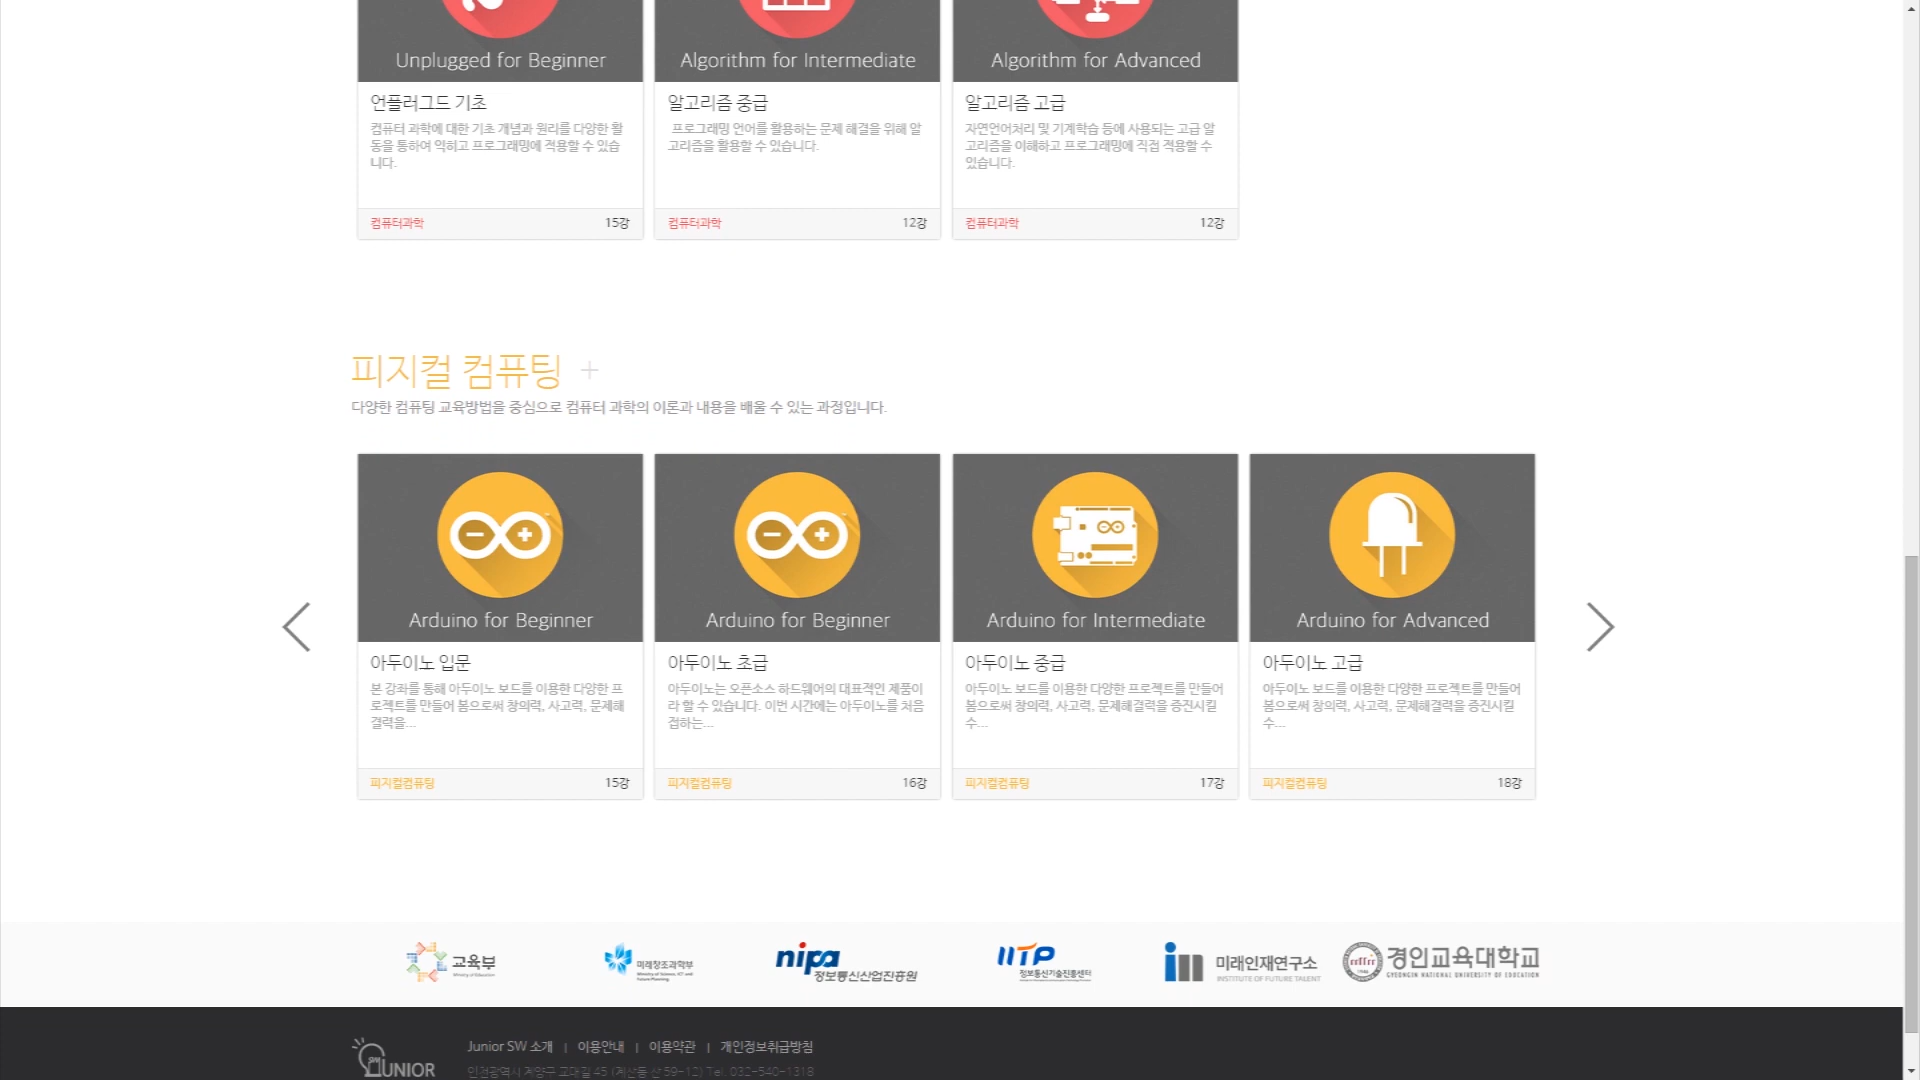 Unplugged for Beginner
Algorithm for Intermediate
Algorithm for Advanced
언플러그드 기초
컴퓨터 과학에 대한 기초 개념과 원리를 다양한 활
동을 통하여 익히고 프로그래밍에 적용할 수 있습
니다.
컴퓨터과학 15강
알고리즘 중급
프로그래밍 언어를 활용하는 문제 해결을 위해 알
고리즘을 활용할 수 있습니다.
컴퓨터과학 12강
알고리즘 고급
자연언어처리 및 기계학습 등에 사용되는 고급 알
고리즘을 이해하고 프로그래밍에 직접 적용할 수
있습니다.
컴퓨터과학 12강
피지컬 컴퓨팅 +
다양한 컴퓨팅 교육방법을 중심으로 컴퓨터 과학의 이론과 내용을 배울 수 있는 과정입니다.
Arduino for Beginner
아두이노 입문
본 강좌를 통해 아두이노 보드를 이용한 다양한 프
로젝트를 만들어 봄으로써 창의력, 사고력, 문제해
결력을...
피지컬컴퓨팅 15강
Arduino for Beginner
아두이노 초급
아두이노는 오픈소스 하드웨어의 대표적인 제품이
라 할 수 있습니다. 이번 시간에는 아두이노를 처음
접하는...
피지컬컴퓨팅 16강
Arduino for Intermediate
아두이노 중급
아두이노 보드를 이용한 다양한 프로젝트를 만들어
봄으로써 창의력, 사고력, 문제해결력을 증진시킬
수...
피지컬컴퓨팅 17강
Arduino for Advanced
아두이노 고급
아두이노 보드를 이용한 다양한 프로젝트를 만들어
봄으로써 창의력, 사고력, 문제해결력을 증진시킬
수...
피지컬컴퓨팅 18강
교육부
Ministry of Education
미래창조과학부
Ministry of Science, ICT and
Future Planning
nipa
정보통신산업진흥원
IITP
정보통신기술진흥센터
im 미래인재연구소
INSTITUTE OF FUTURE TALENT
경인교육대학교
GYEONGIN NATIONAL UNIVERSITY OF EDUCATION
SW JUNIOR
Junior SW 소개 | 이용안내 | 이용약관 | 개인정보취급방침
인천광역시 계양구 교대길 45 (계산동 산 59-12) Tel. 032-540-1318